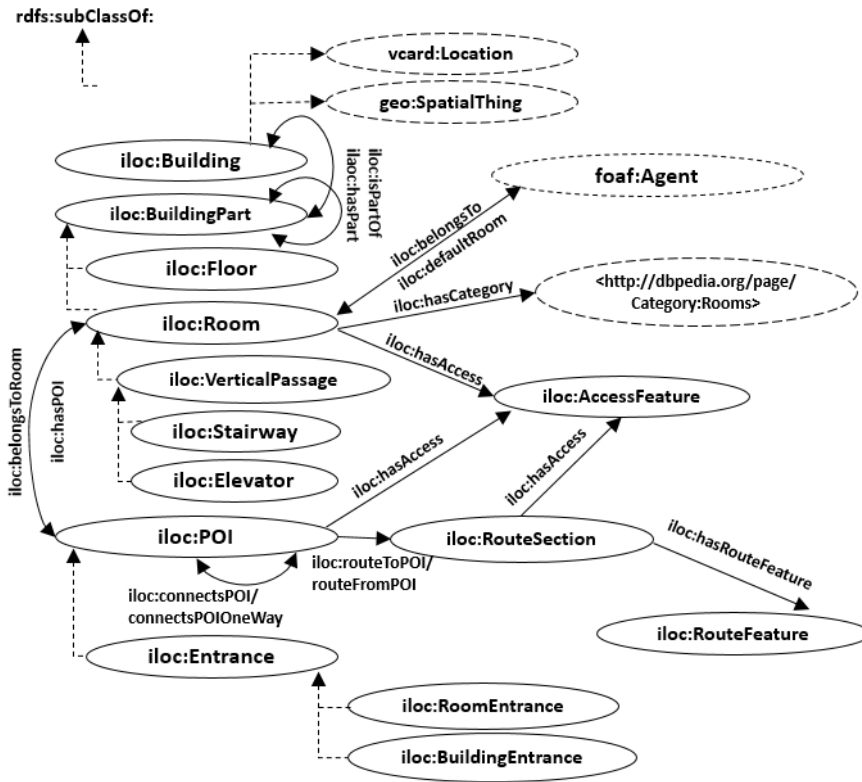 rdfs:subClassOf:
vcard:Location
geo:SpatialThing
iloc:Building
iloc:isPartOf
ilaoc:hasPart
iloc:BuildingPart
foaf:Agent
iloc:belongsTo
iloc:defaultRoom
iloc:Floor
<http://dbpedia.org/page/
Category:Rooms>
iloc:hasCategory
iloc:Room
iloc:hasAccess
iloc:VerticalPassage
iloc:AccessFeature
iloc:belongsToRoom
iloc:hasPOI
iloc:Stairway
iloc:hasAccess
iloc:hasAccess
iloc:Elevator
iloc:POI
iloc:RouteSection
iloc:hasRouteFeature
iloc:routeToPOI/
routeFromPOI
iloc:connectsPOI/
connectsPOIOneWay
iloc:RouteFeature
iloc:Entrance
iloc:RoomEntrance
iloc:BuildingEntrance